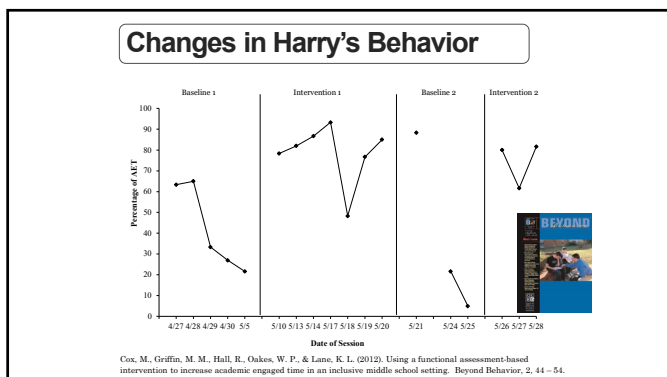 Changes in Harry's Behavior
Baseline 1 Intervention 1 Baseline 2 Intervention 2
Percentage of AET
100
90
80
70
60
50
40
30
20
10
0
4/27 4/28 4/29 4/30 5/5 5/10 5/13 5/14 5/17 5/18 5/19 5/20 5/21 5/24 5/25 5/26 5/27 5/28
Date of Session
BEYOND
Cox, M., Griffin, M. M., Hall, R., Oakes, W. P., & Lane, K. L. (2012). Using a functional assessment-based
intervention to increase academic engaged time in an inclusive middle school setting. Beyond Behavior, 2, 44 – 54.